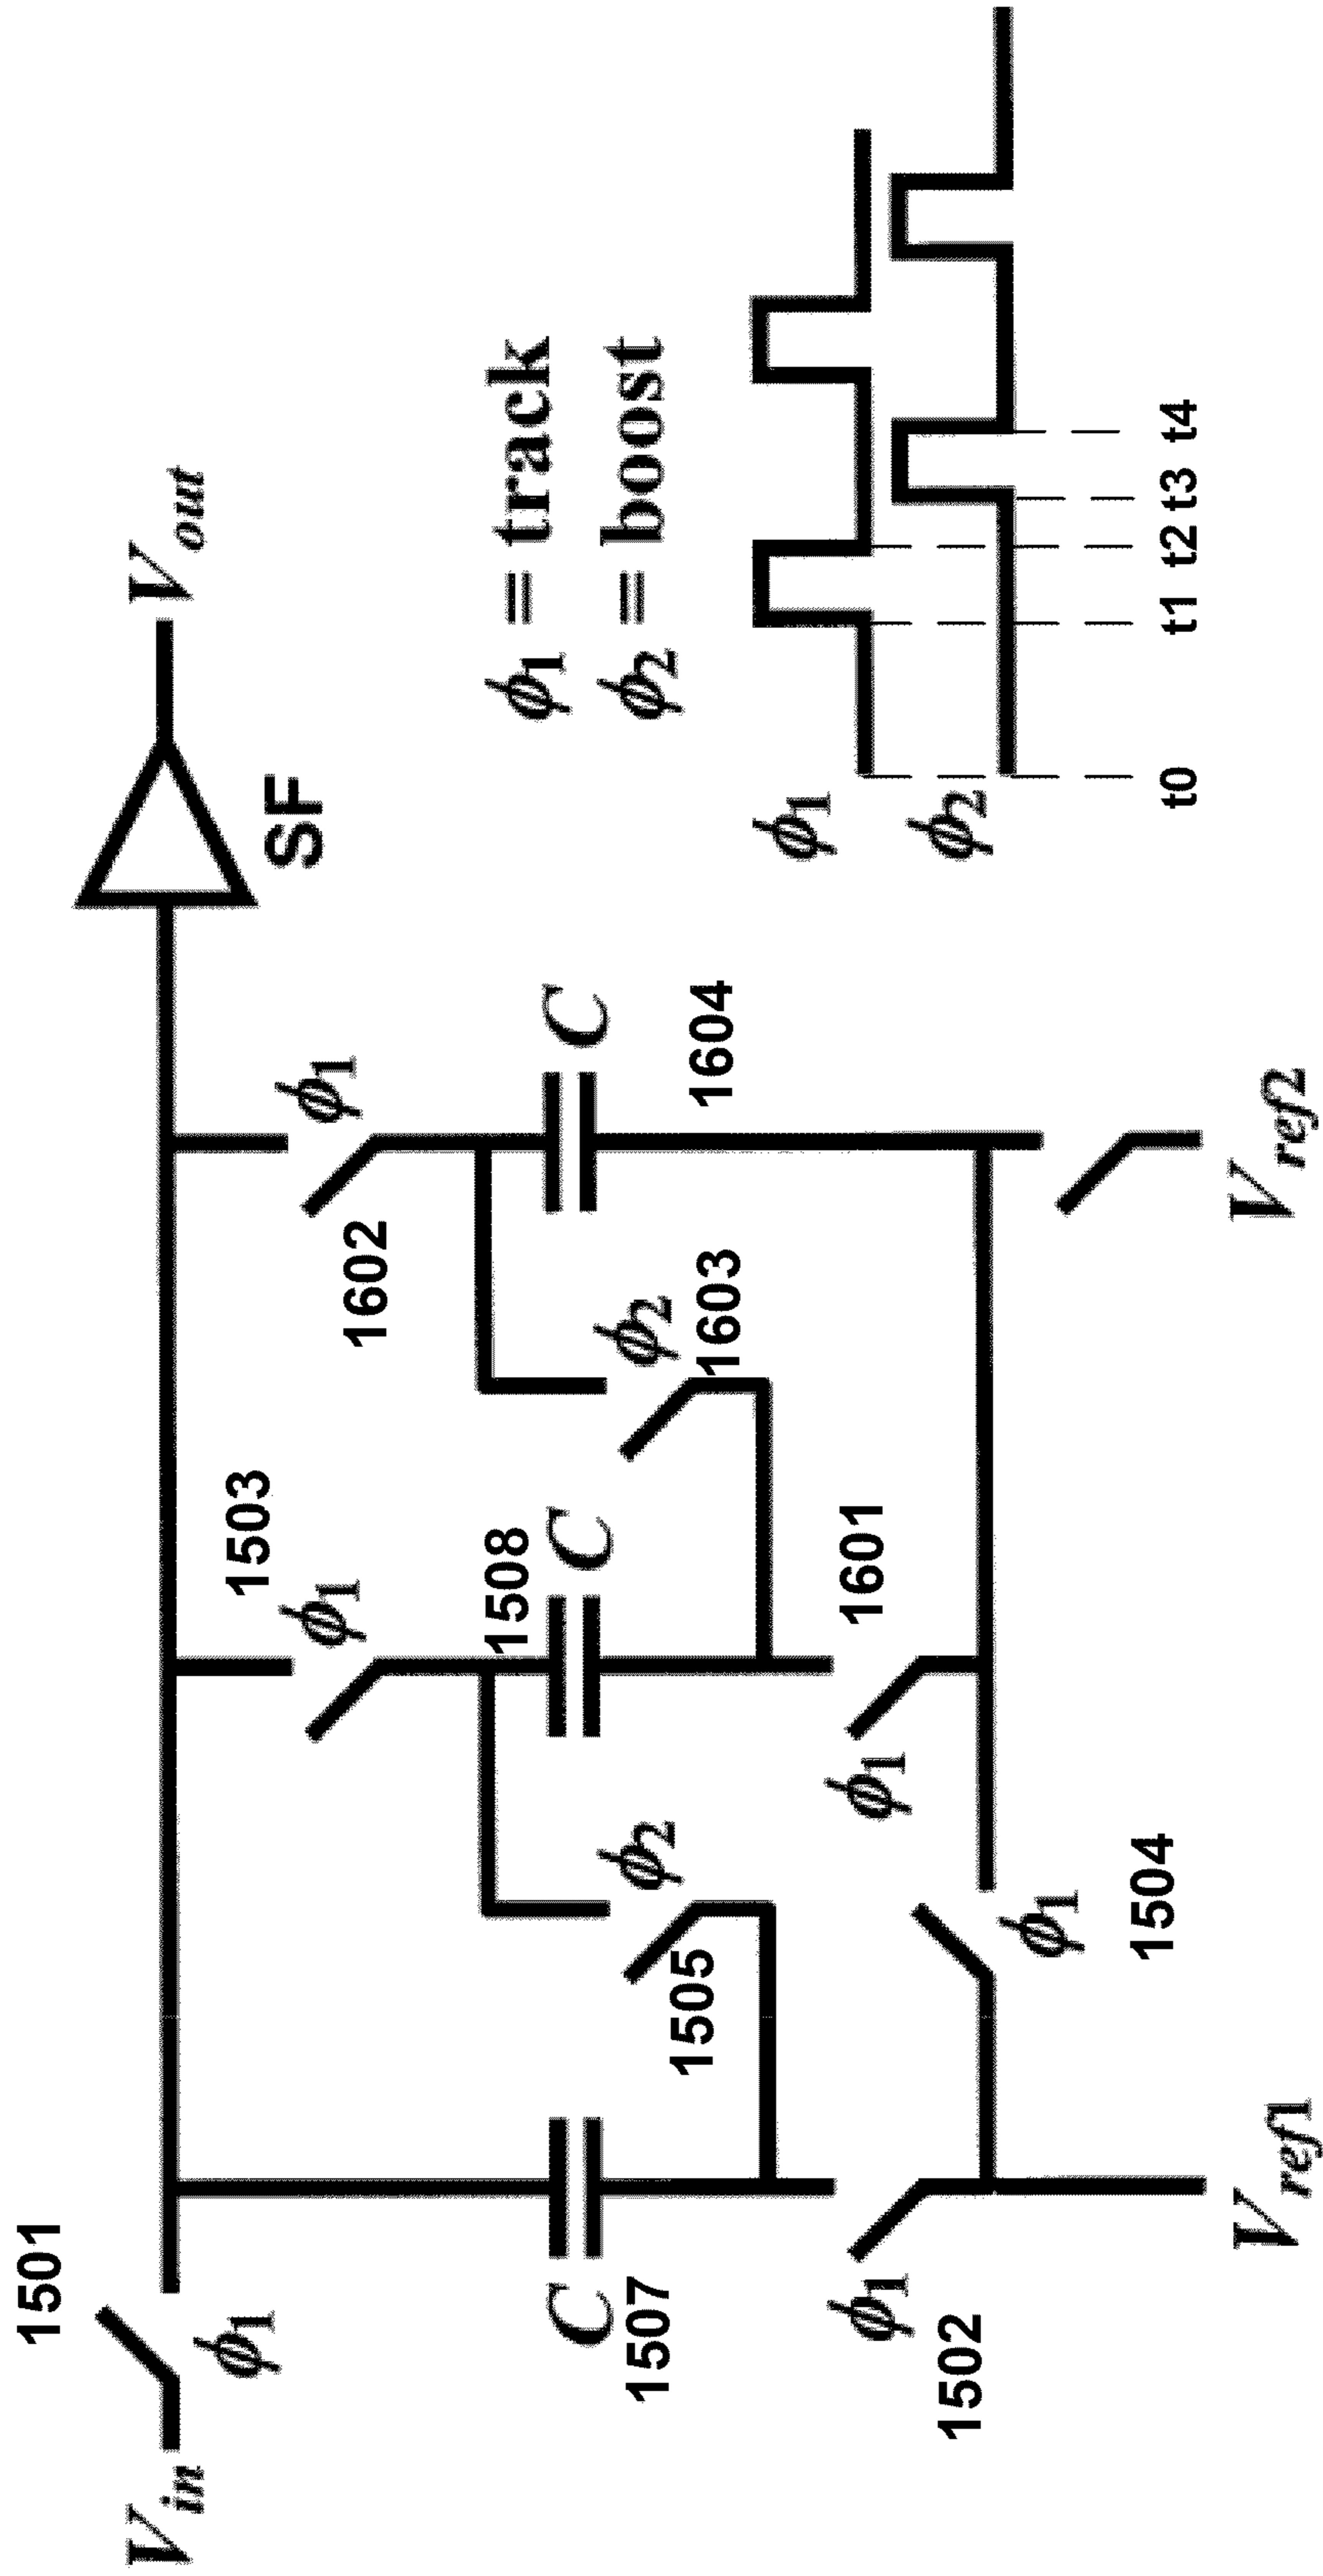 1501
V_in
ϕ1
V_out
SF
1503
ϕ1
ϕ1
1602
1508
C
C
C
1507
1604
ϕ2
1505
ϕ2
1603
1601
ϕ1
ϕ1
1502
ϕ1
1504
V_ref1
V_ref2
ϕ1 = track
ϕ2 = boost
ϕ1
ϕ2
t0 t1 t2 t3 t4